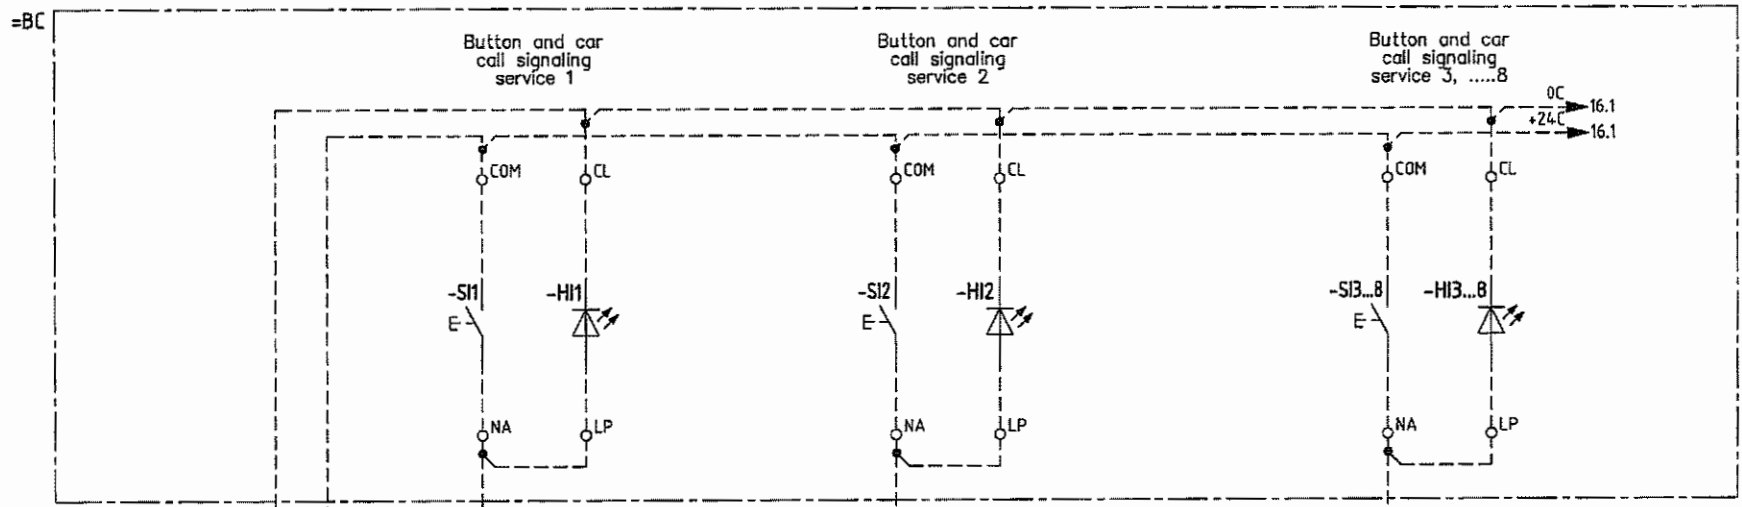 =BC
Button and car
call signaling
service 1
Button and car
call signaling
service 2
Button and car
call signaling
service 3, .....8
0C
16.1
+24C
16.1
COM
CL
COM
CL
COM
CL
-SI1
-HI1
-SI2
-HI2
-SI3...8
-HI3...8
NA
LP
NA
LP
NA
LP